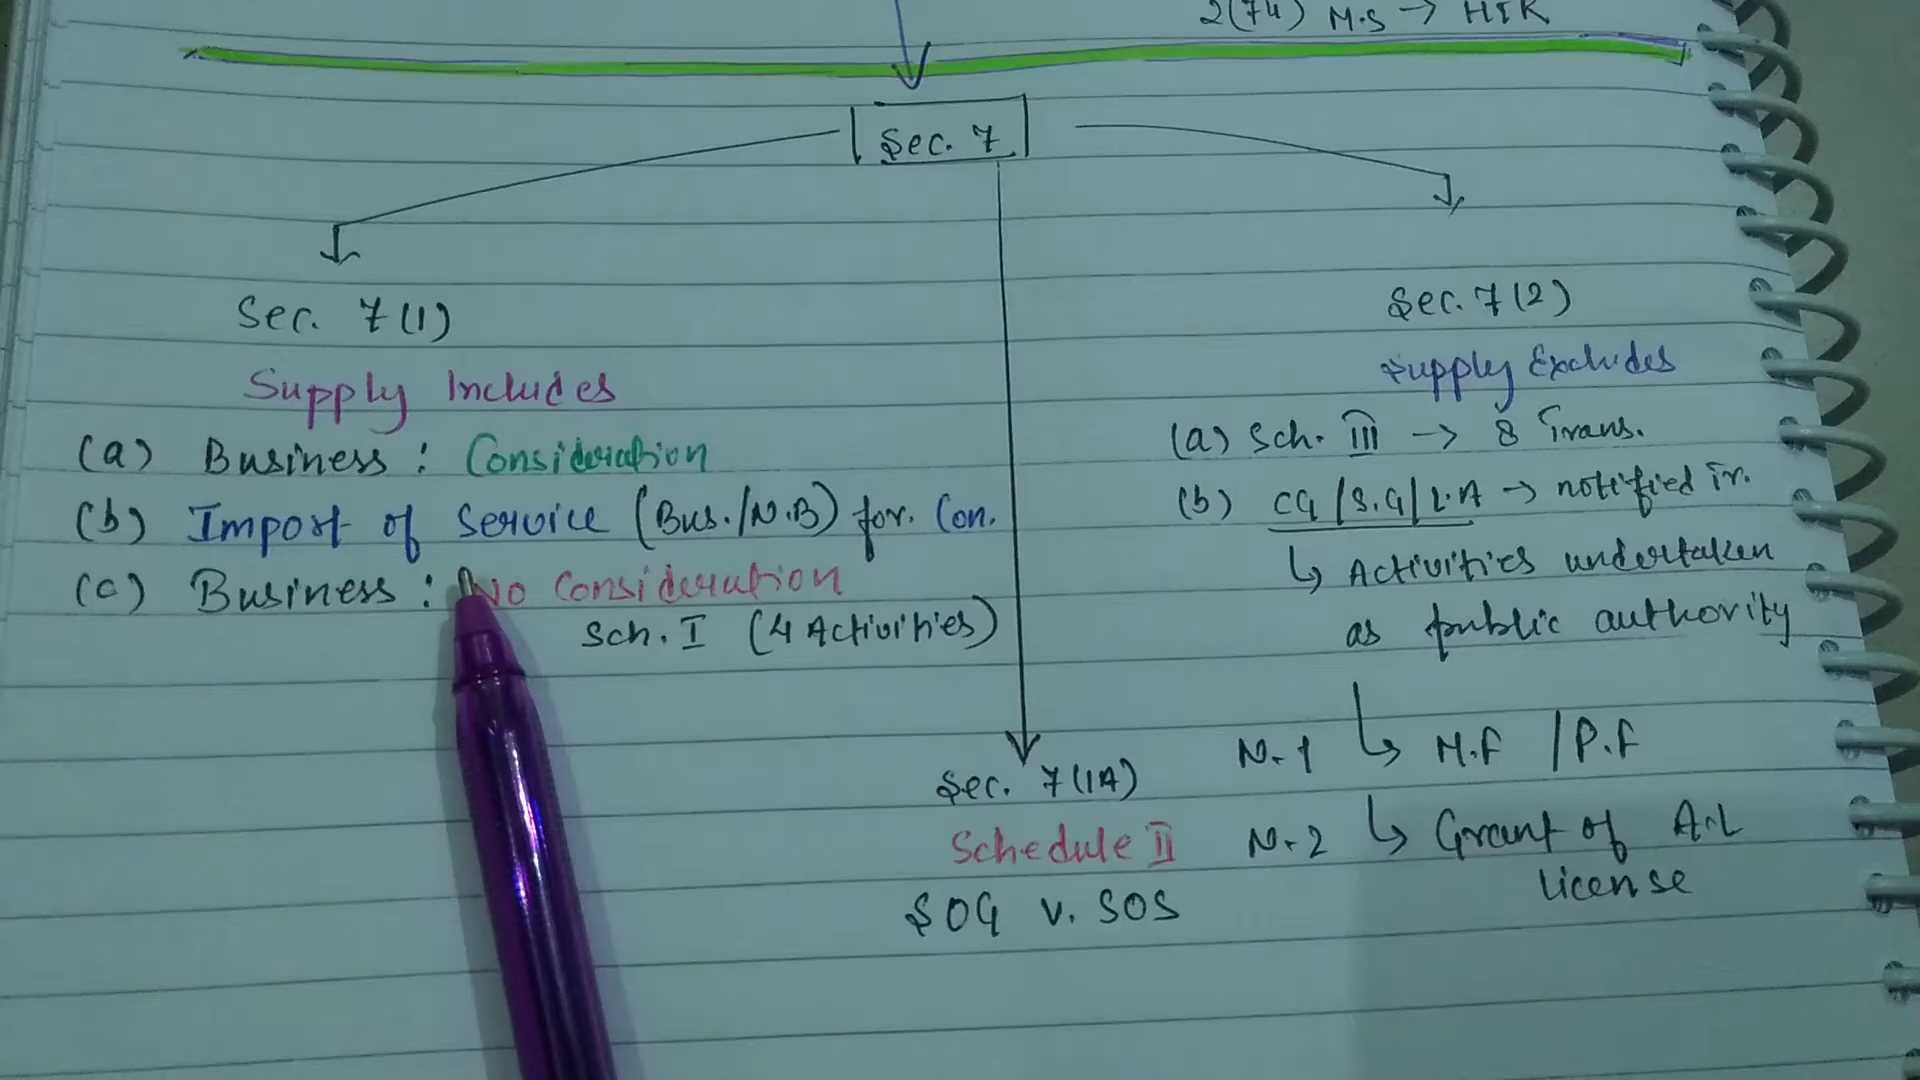 2(74) M.S → HTK
Sec. 7
Sec. 7(1)
Supply Includes
(a) Business : Consideration
(b) Import of Service (Bus./N.B) for. Con.
(c) Business : No Consideration
Sch. I (4 Activities)
Sec. 7(1A)
Schedule II
SOG v. SOS
Sec. 7(2)
Supply Excludes
(a) Sch. III → 8 Trans.
(b) CG/S.G/L.A → notified Tr.
↳ Activities undertaken
as public authority
N-1 ↳ M.F /P.F
N-2 ↳ Grant of A.L
license